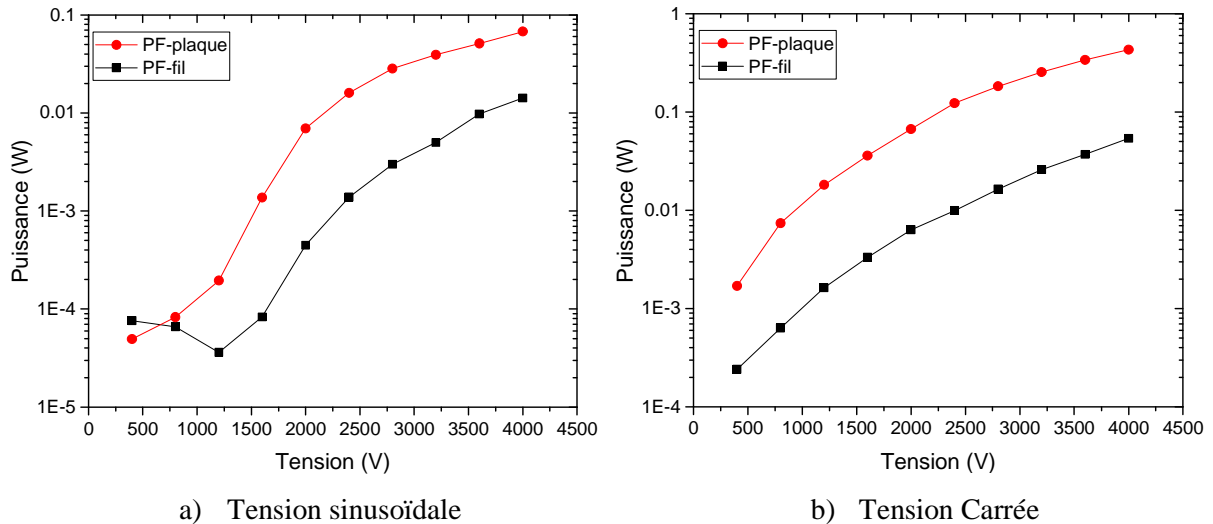 0.1
0.01
1E-3
1E-4
1E-5
Puissance (W)
PF-plaque
PF-fil
0 500 1000 1500 2000 2500 3000 3500 4000 4500
Tension (V)
a) Tension sinusoïdale
1
0.1
0.01
1E-3
1E-4
Puissance (W)
PF-plaque
PF-fil
0 500 1000 1500 2000 2500 3000 3500 4000 4500
Tension (V)
b) Tension Carrée